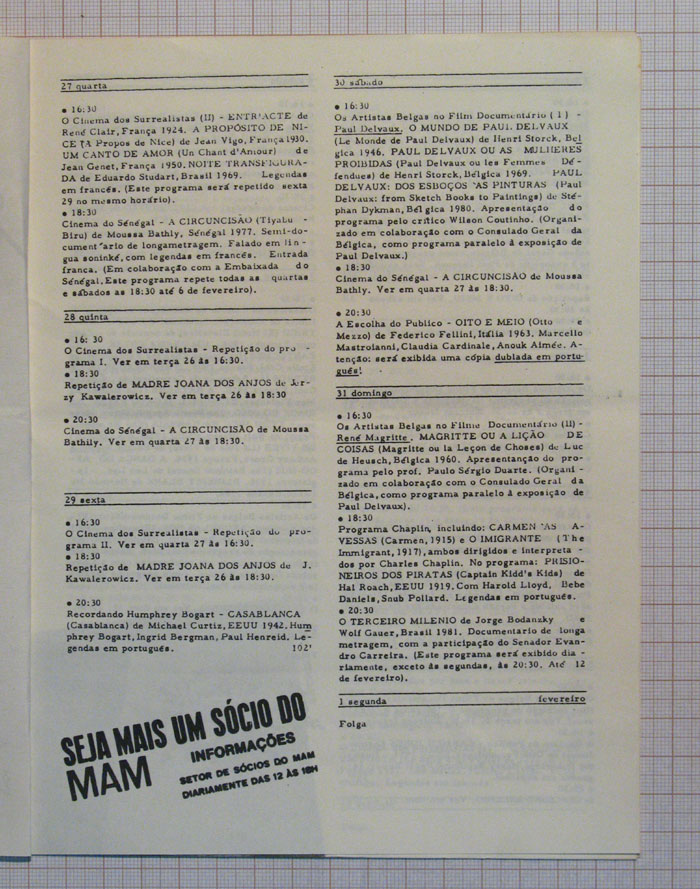 27 quarta
● 16:30
O Cinema dos Surrealistas (II) - ENTR'ACTE de
René Clair, França 1924. A PROPÓSITO DE NI-
CE (A Propos de Nice) de Jean Vigo, França 1930.
UM CANTO DE AMOR (Un Chant d'Amour) de
Jean Genet, França 1950. NOITE TRANSFIGURA-
DA de Eduardo Studart, Brasil 1969. Legendas
em francés. (Este programa será repetido sexta
29 no mesmo horário).
● 18:30
Cinema do Sénégal - A CIRCUNCISÃO (Tiyabu -
Biru) de Moussa Bathly, Sénégal 1977. Semi-do-
cument'ario de longametragem. Falado em lin -
gua soninké, com legendas em francés. Entrada
franca. (Em colaboração com a Embaixada do
Sénégal. Este programa repete todas as quartas
e sábados as 18:30 até 6 de fevereiro).
28 quinta
● 16: 30
O Cinema dos Surrealistas - Repetição do pro -
grama I. Ver em terça 26 às 16:30.
● 18:30
Repetição de MADRE JOANA DOS ANJOS de Jer-
zy Kawalerowicz. Ver em terça 26 às 18:30
● 20:30
Cinema do Sénégal - A CIRCUNCISÃO de Moussa
Bathily. Ver em quarta 27 às 18:30.
29 sexta
● 16:30
O Cinema dos Surrealistas - Repetição do pro-
grama II. Ver em quarta 27 às 16:30.
● 18:30
Repetição de MADRE JOANA DOS ANJOS de J.
Kawalerowicz. Ver em terça 26 às 18:30.
● 20:30
Recordando Humphrey Bogart - CASABLANCA
(Casablanca) de Michael Curtiz, EEUU 1942. Hum
phrey Bogart, Ingrid Bergman, Paul Henreid. Le-
gendas em portugués. 102'
SEJA MAIS UM SÓCIO DO
MAM
INFORMAÇÕES
SETOR DE SÓCIOS DO MAM
DIARIAMENTE DAS 12 ÀS 18H
30 sábado
● 16:30
Os Artistas Belgas no Film Documentário ( I ) -
Paul Delvaux. O MUNDO DE PAUL DELVAUX
(Le Monde de Paul Delvaux) de Henri Storck, Bel
gica 1946. PAUL DELVAUX OU AS MULHERES
PROIBIDAS (Paul Delvaux ou les Femmes Dé-
fendues) de Henri Storck, Bélgica 1969. PAUL
DELVAUX: DOS ESBOÇOS 'AS PINTURAS (Paul
Delvaux: from Sketch Books to Paintings) de Sté-
phan Dykman, Bélgica 1980. Apresentação do
programa pelo crítico Wilson Coutinho. (Organi-
zado em colaboração com o Consulado Geral da
Bélgica, como programa paralelo à exposição de
Paul Delvaux.)
● 18:30
Cinema do Sénégal - A CIRCUNCISÃO de Moussa
Bathly. Ver em quarta 27 às 18:30.
● 20:30
A Escolha do Publico - OITO E MEIO (Otto e
Mezzo) de Federico Fellini, Itália 1963. Marcello
Mastroianni, Claudia Cardinale, Anouk Aimée. A-
tenção: será exibida uma cópia dublada em portu-
gués!
31 domingo
● 16:30
Os Artistas Belgas no Filme Documentário (II) -
René Magritte. MAGRITTE OU A LIÇÃO DE
COISAS (Magritte ou la Leçon de Choses) de Luc
de Heusch, Bélgica 1960. Apresentanção do pro-
grama pelo prof. Paulo Sérgio Duarte. (Organi -
zado em colaboração com o Consulado Geral da
Bélgica, como programa paralelo à exposição de
Paul Delvaux).
● 18:30
Programa Chaplin, incluindo: CARMEN 'AS A-
VESSAS (Carmen, 1915) e O IMIGRANTE (The
Immigrant, 1917), ambos dirigidos e interpreta -
dos por Charles Chaplin. No programa: PRISIO-
NEIROS DOS PIRATAS (Captain Kidd's Kids) de
Hal Roach, EEUU 1919. Com Harold Lloyd, Bebe
Daniels, Snub Pollard. Legendas em portugués.
● 20:30
O TERCEIRO MILENIO de Jorge Bodanzky e
Wolf Gauer, Brasil 1981. Documentario de longa
metragem, com a participação do Senador Evan-
dro Carreira. (Este programa será exibido dia -
riamente, exceto às segundas, às 20:30. Até 12
de fevereiro).
1 segunda fevereiro
Folga